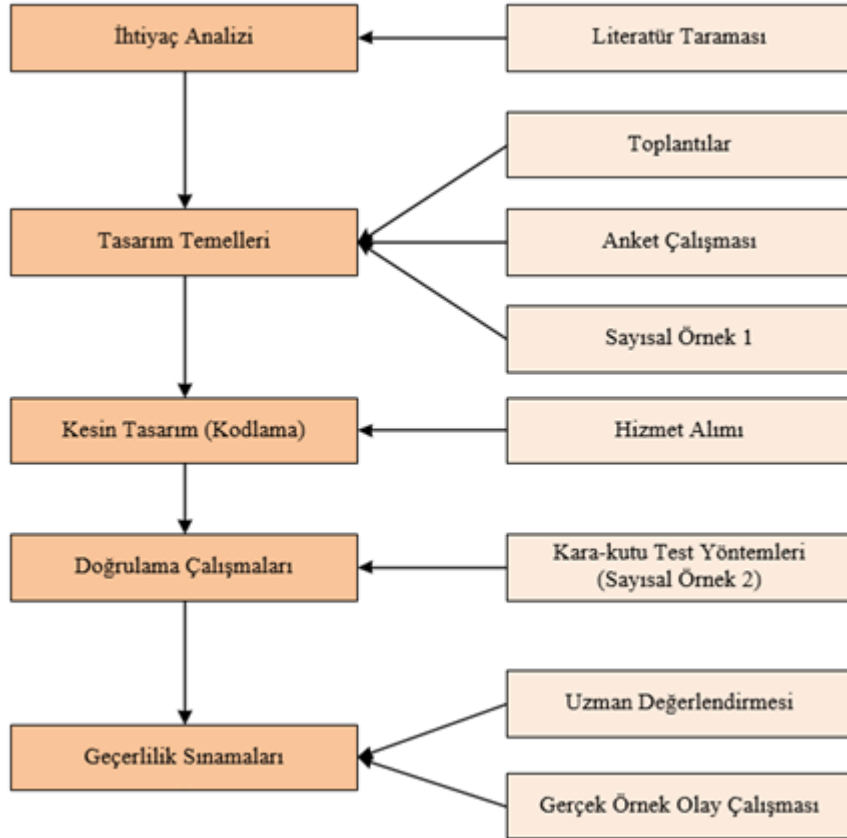 İhtiyaç Analizi
Literatür Taraması
Toplantılar
Tasarım Temelleri
Anket Çalışması
Sayısal Örnek 1
Kesin Tasarım (Kodlama)
Hizmet Alımı
Doğrulama Çalışmaları
Kara-kutu Test Yöntemleri
(Sayısal Örnek 2)
Uzman Değerlendirmesi
Geçerlilik Sınamaları
Gerçek Örnek Olay Çalışması